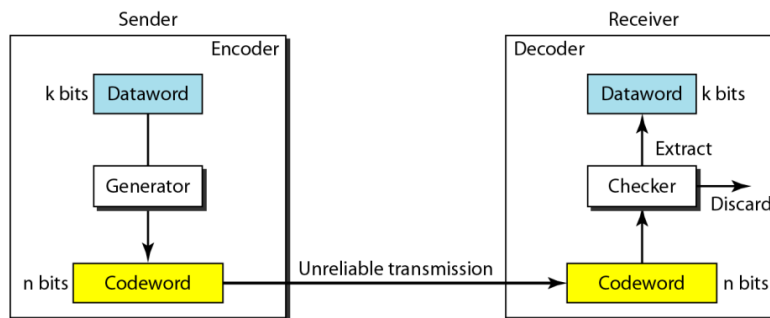 Sender
Receiver
Encoder
Decoder
k bits
Dataword
Dataword
k bits
Extract
Generator
Checker
Discard
Unreliable transmission
n bits
Codeword
Codeword
n bits